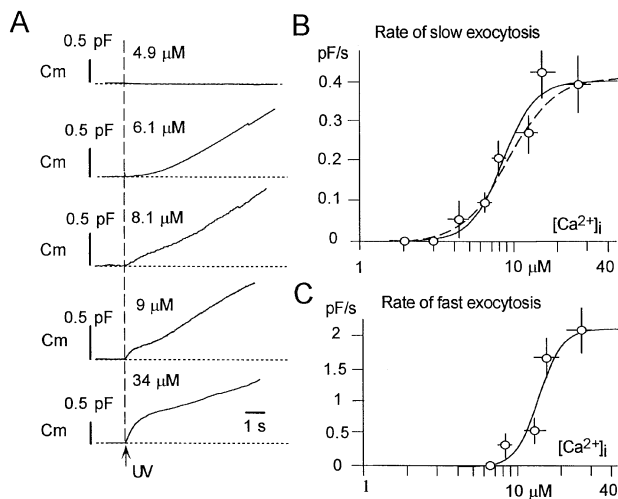 A
0.5 pF
Cm
4.9 µM
0.5 pF
Cm
6.1 µM
0.5 pF
Cm
8.1 µM
0.5 pF
Cm
9 µM
0.5 pF
Cm
34 µM
1 s
UV
B
pF/s
Rate of slow exocytosis
0.4
0.3
0.2
0.1
0
[Ca²⁺]i
1
10 µM
40
C
pF/s
Rate of fast exocytosis
2
1.5
1
0.5
0
[Ca²⁺]i
1
10 µM
40